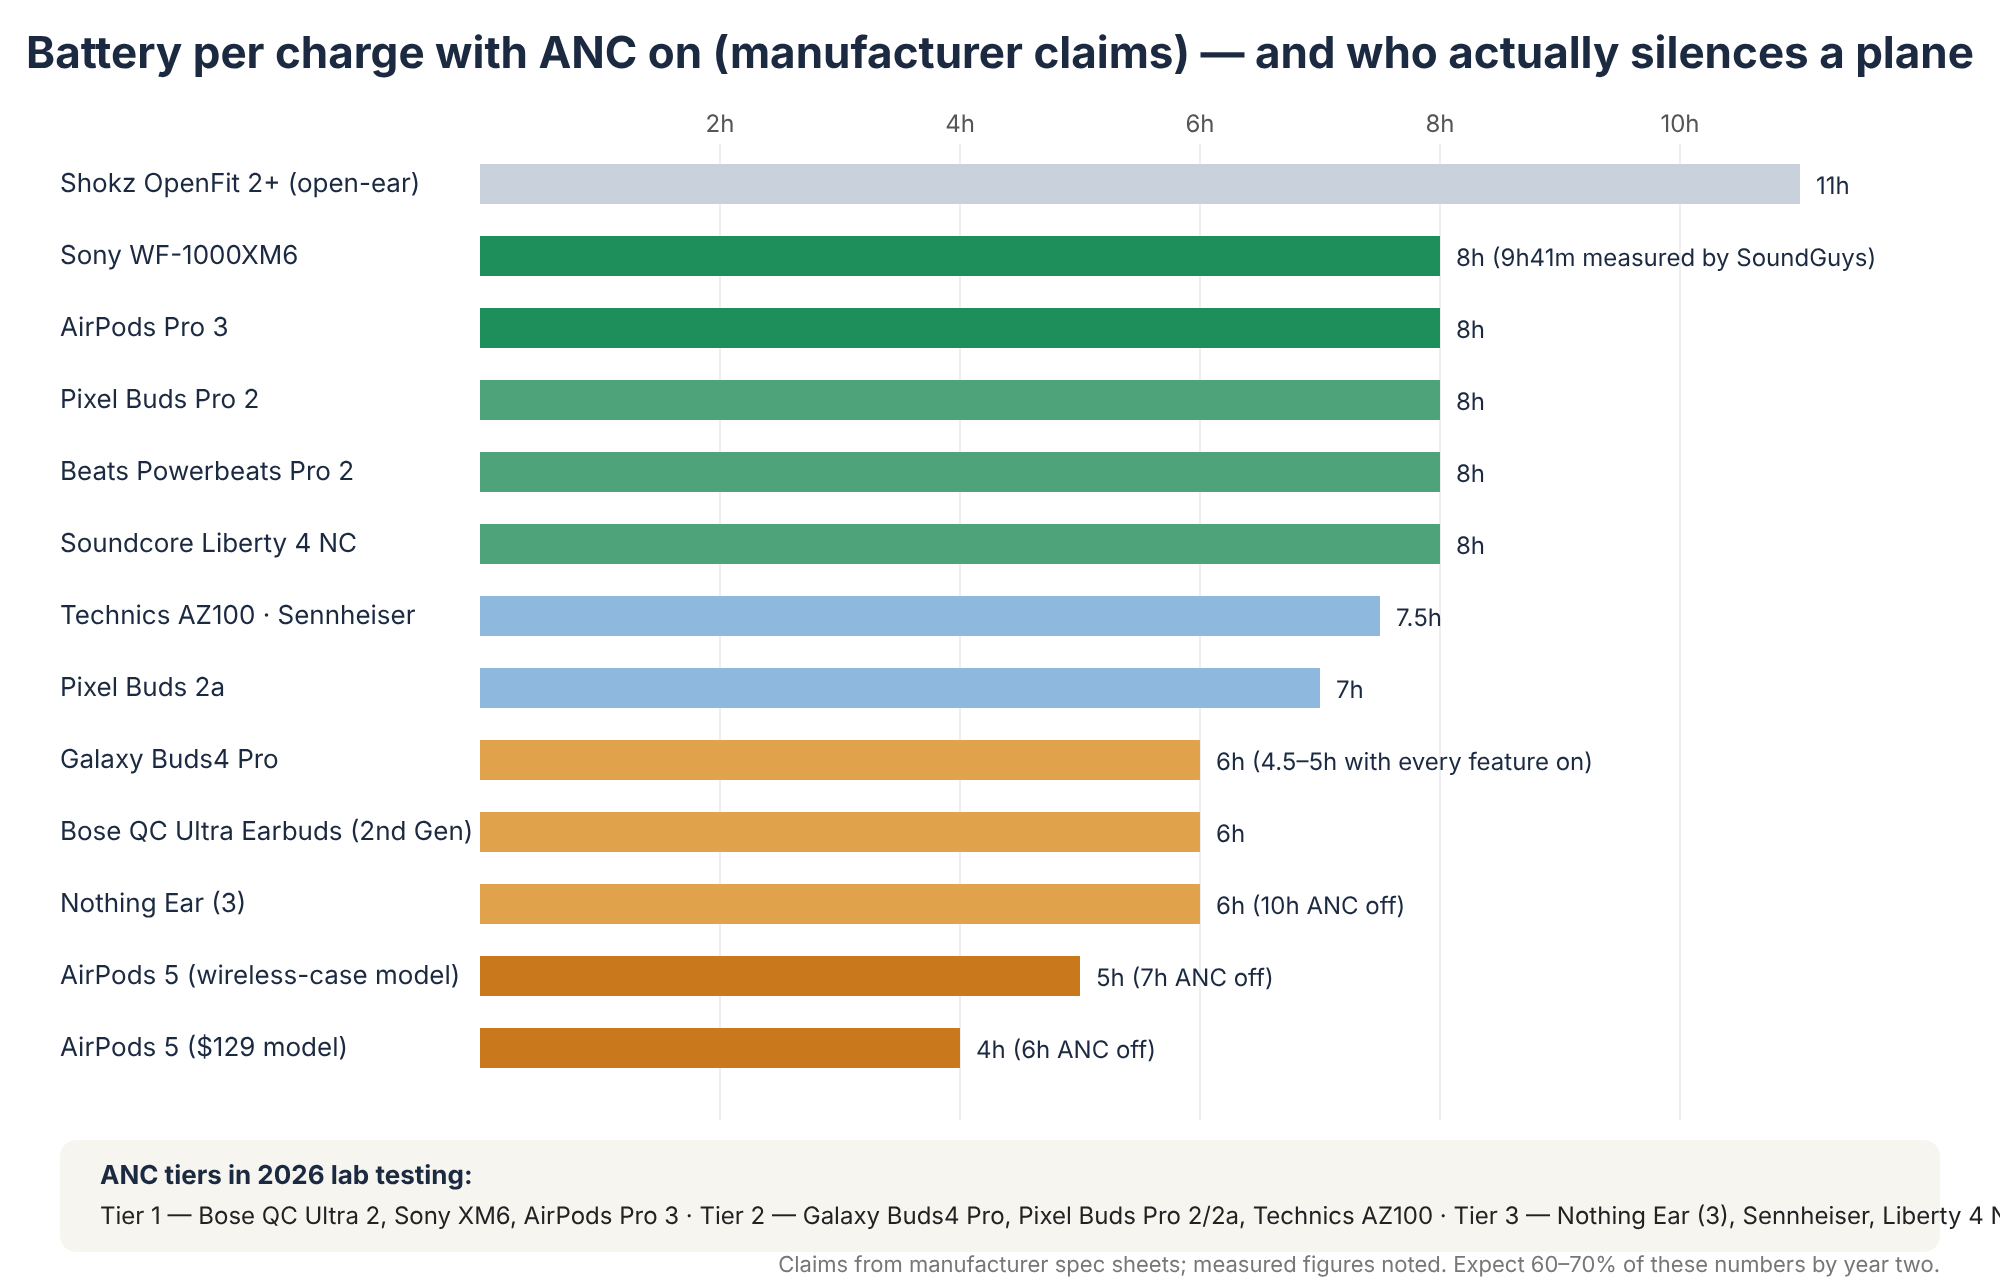 Battery per charge with ANC on (manufacturer claims) — and who actually silences a plane
2h 4h 6h 8h 10h
Shokz OpenFit 2+ (open-ear) 11h
Sony WF-1000XM6 8h (9h41m measured by SoundGuys)
AirPods Pro 3 8h
Pixel Buds Pro 2 8h
Beats Powerbeats Pro 2 8h
Soundcore Liberty 4 NC 8h
Technics AZ100 · Sennheiser 7.5h
Pixel Buds 2a 7h
Galaxy Buds4 Pro 6h (4.5–5h with every feature on)
Bose QC Ultra Earbuds (2nd Gen) 6h
Nothing Ear (3) 6h (10h ANC off)
AirPods 5 (wireless-case model) 5h (7h ANC off)
AirPods 5 ($129 model) 4h (6h ANC off)
ANC tiers in 2026 lab testing:
Tier 1 — Bose QC Ultra 2, Sony XM6, AirPods Pro 3 · Tier 2 — Galaxy Buds4 Pro, Pixel Buds Pro 2/2a, Technics AZ100 · Tier 3 — Nothing Ear (3), Sennheiser, Liberty 4
Claims from manufacturer spec sheets; measured figures noted. Expect 60–70% of these numbers by year two.